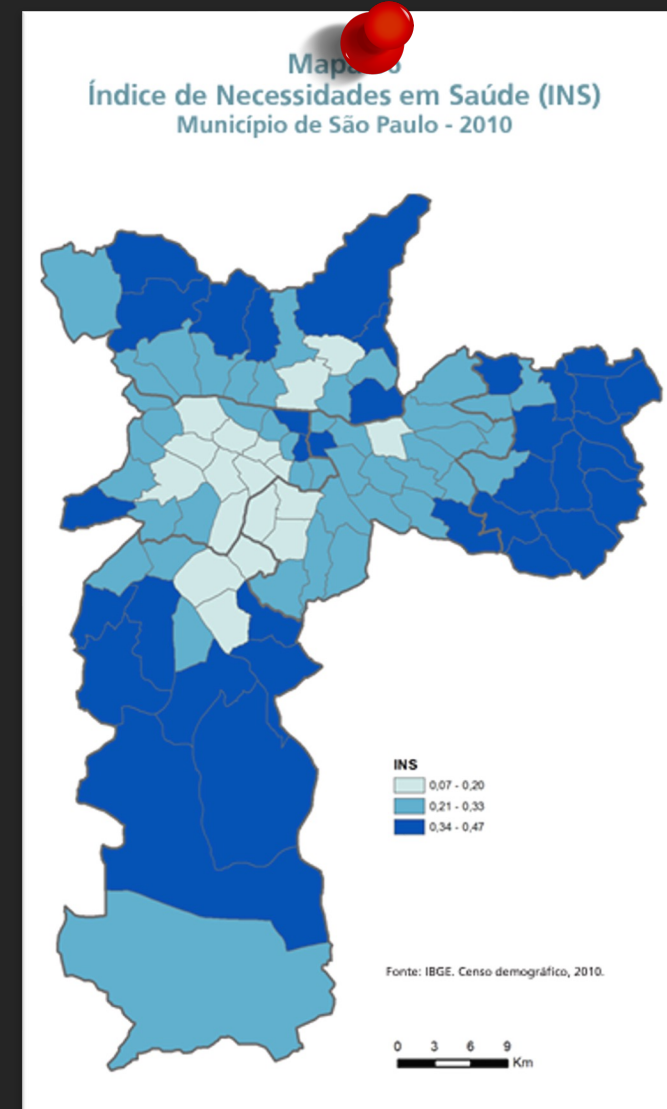 Mapa
Índice de Necessidades em Saúde (INS)
Município de São Paulo - 2010
INS
0,07 - 0,20
0,21 - 0,33
0,34 - 0,47
Fonte: IBGE. Censo demográfico, 2010.
0 3 6 9
Km